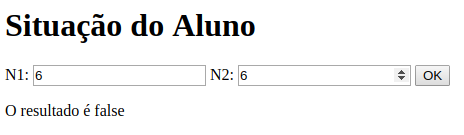 Situação do Aluno
N1: 6 N2: 6 OK
O resultado é false